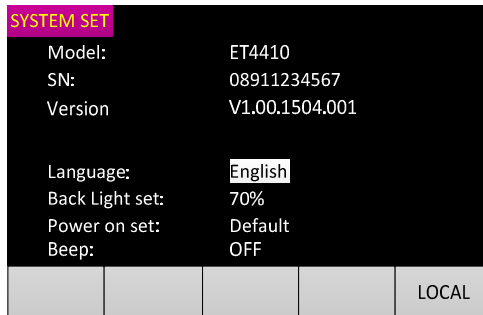 SYSTEM SET
Model: ET4410
SN: 08911234567
Version V1.00.1504.001
Language: English
Back Light set: 70%
Power on set: Default
Beep: OFF
LOCAL